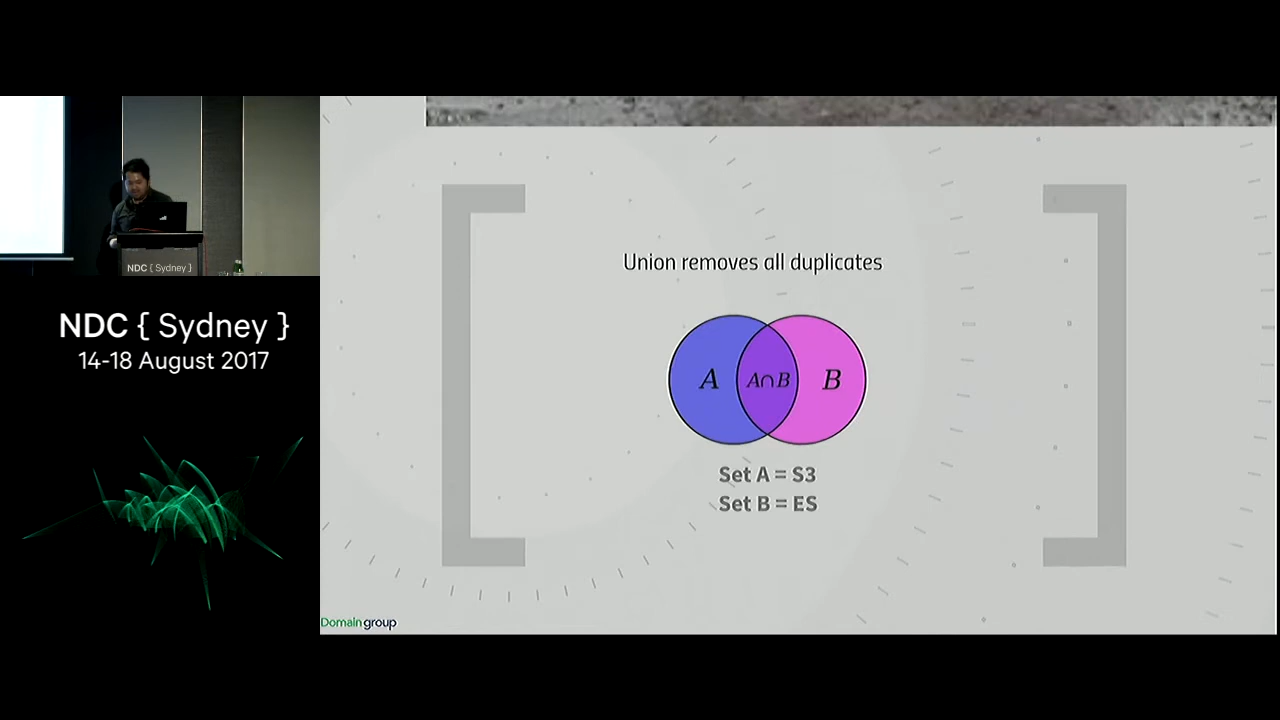 NDC { Sydney }
NDC { Sydney }
14-18 August 2017
Union removes all duplicates
A
A∩B
B
Set A = S3
Set B = ES
Domain group